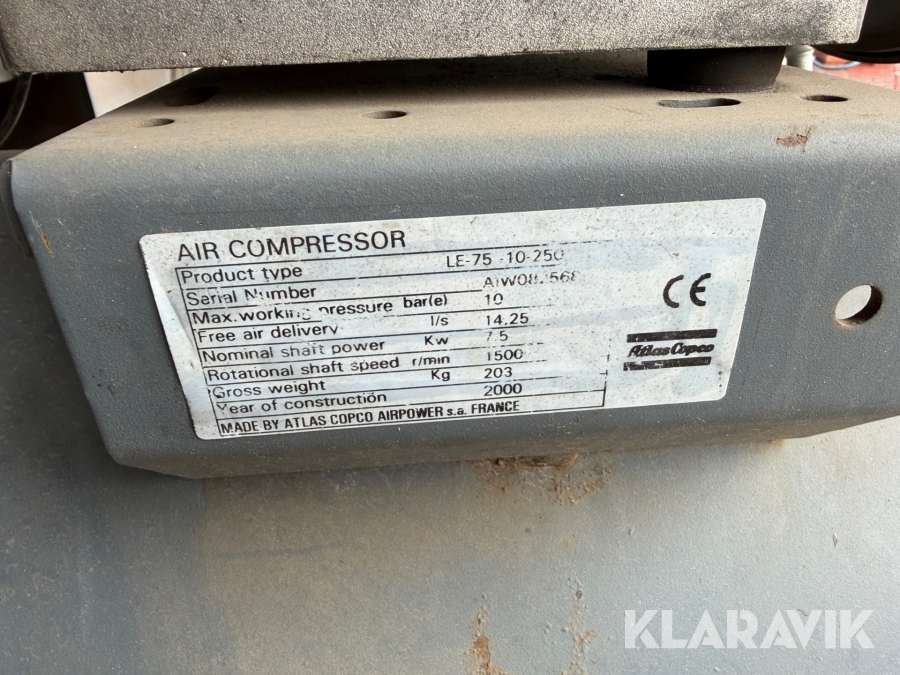 AIR COMPRESSOR
Product type LE-75 -10-250
Serial Number
Max. working pressure bar(e) 10
Free air delivery l/s 14.25
Nominal shaft power Kw 7.5
Rotational shaft speed r/min 1500
Gross weight Kg 203
Year of construction 2000
MADE BY ATLAS COPCO AIRPOWER s.a. FRANCE
CE
Atlas Copco
KLARAVIK